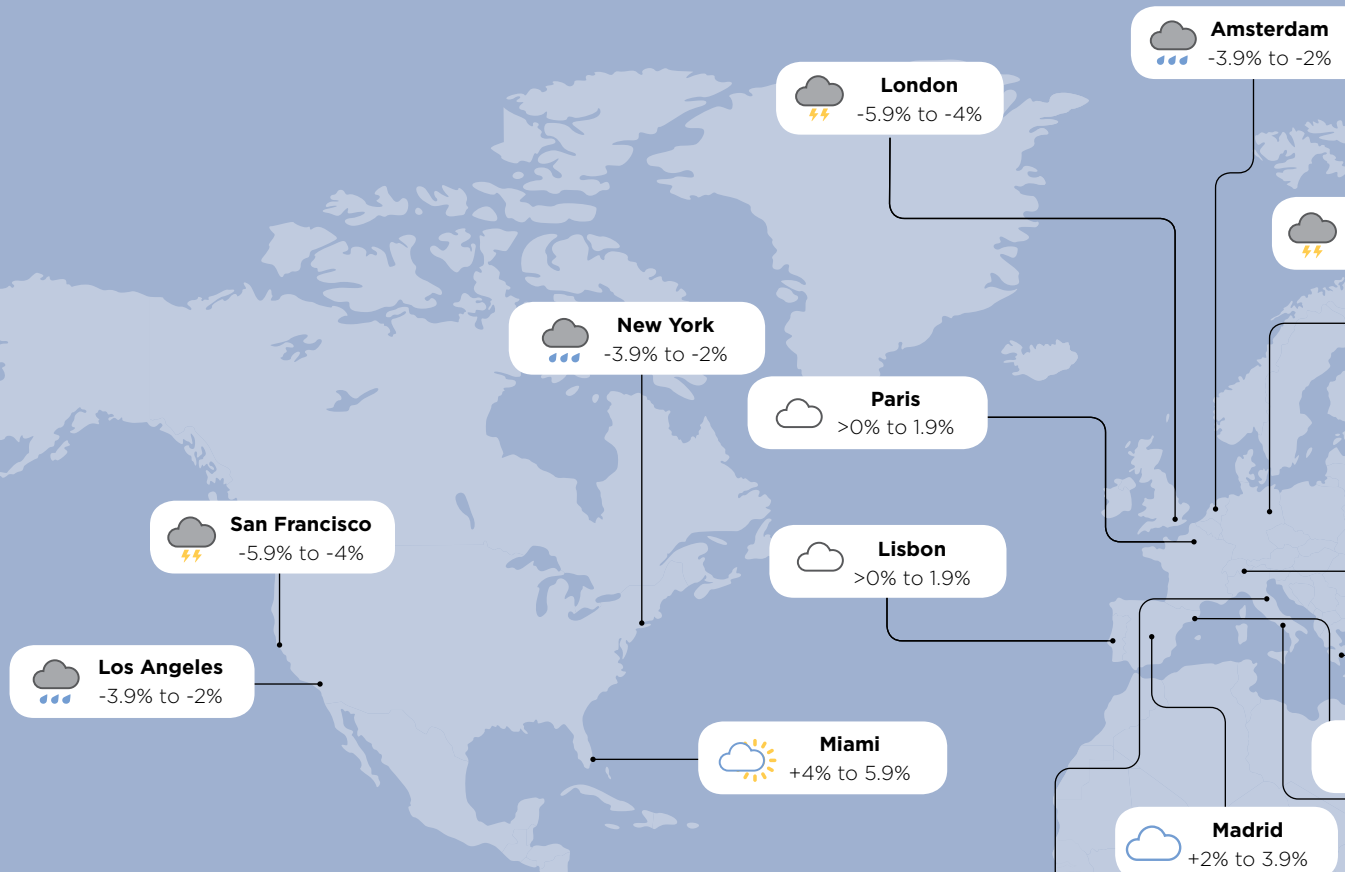 Amsterdam
-3.9% to -2%
London
-5.9% to -4%
New York
-3.9% to -2%
Paris
>0% to 1.9%
San Francisco
-5.9% to -4%
Lisbon
>0% to 1.9%
Los Angeles
-3.9% to -2%
Miami
+4% to 5.9%
Madrid
+2% to 3.9%